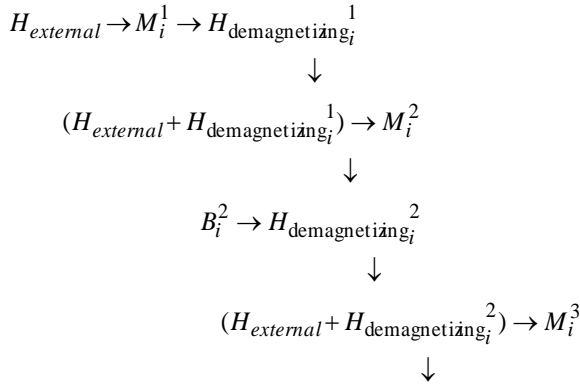 H_external → M_i^1 → H_demagnetizing_i^1
↓
(H_external + H_demagnetizing_i^1) → M_i^2
↓
B_i^2 → H_demagnetizing_i^2
↓
(H_external + H_demagnetizing_i^2) → M_i^3
↓